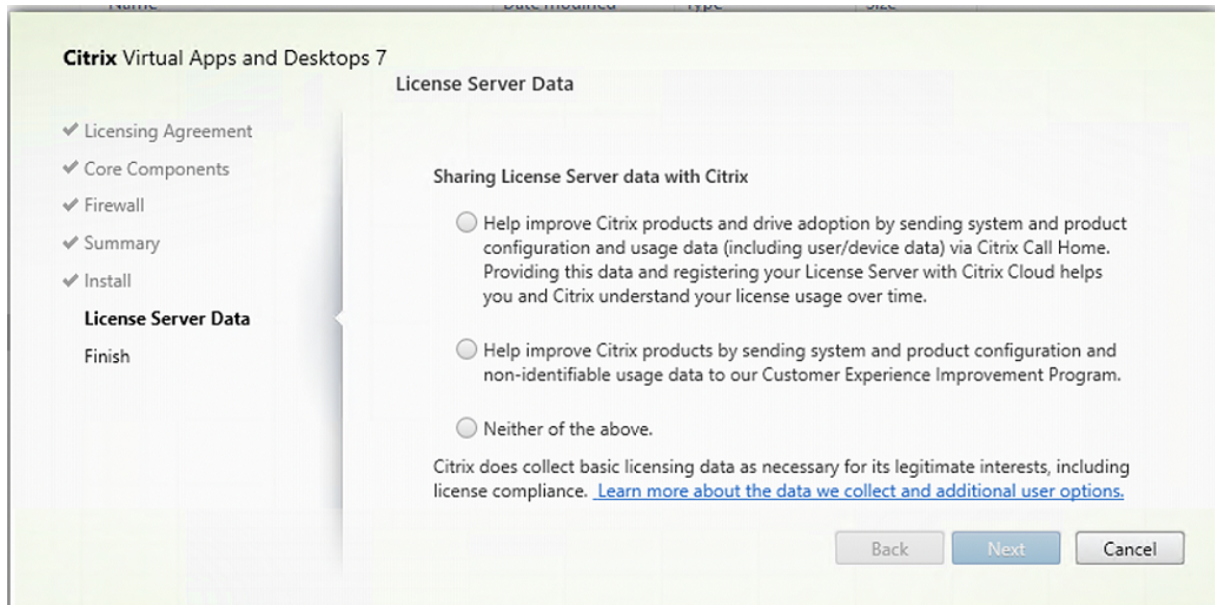 Name Date modified Type Size
Citrix Virtual Apps and Desktops 7
License Server Data
Licensing Agreement
Core Components
Firewall
Summary
Install
License Server Data
Finish
Sharing License Server data with Citrix
Help improve Citrix products and drive adoption by sending system and product
configuration and usage data (including user/device data) via Citrix Call Home.
Providing this data and registering your License Server with Citrix Cloud helps
you and Citrix understand your license usage over time.
Help improve Citrix products by sending system and product configuration and
non-identifiable usage data to our Customer Experience Improvement Program.
Neither of the above.
Citrix does collect basic licensing data as necessary for its legitimate interests, including
license compliance. Learn more about the data we collect and additional user options.
Back Next Cancel